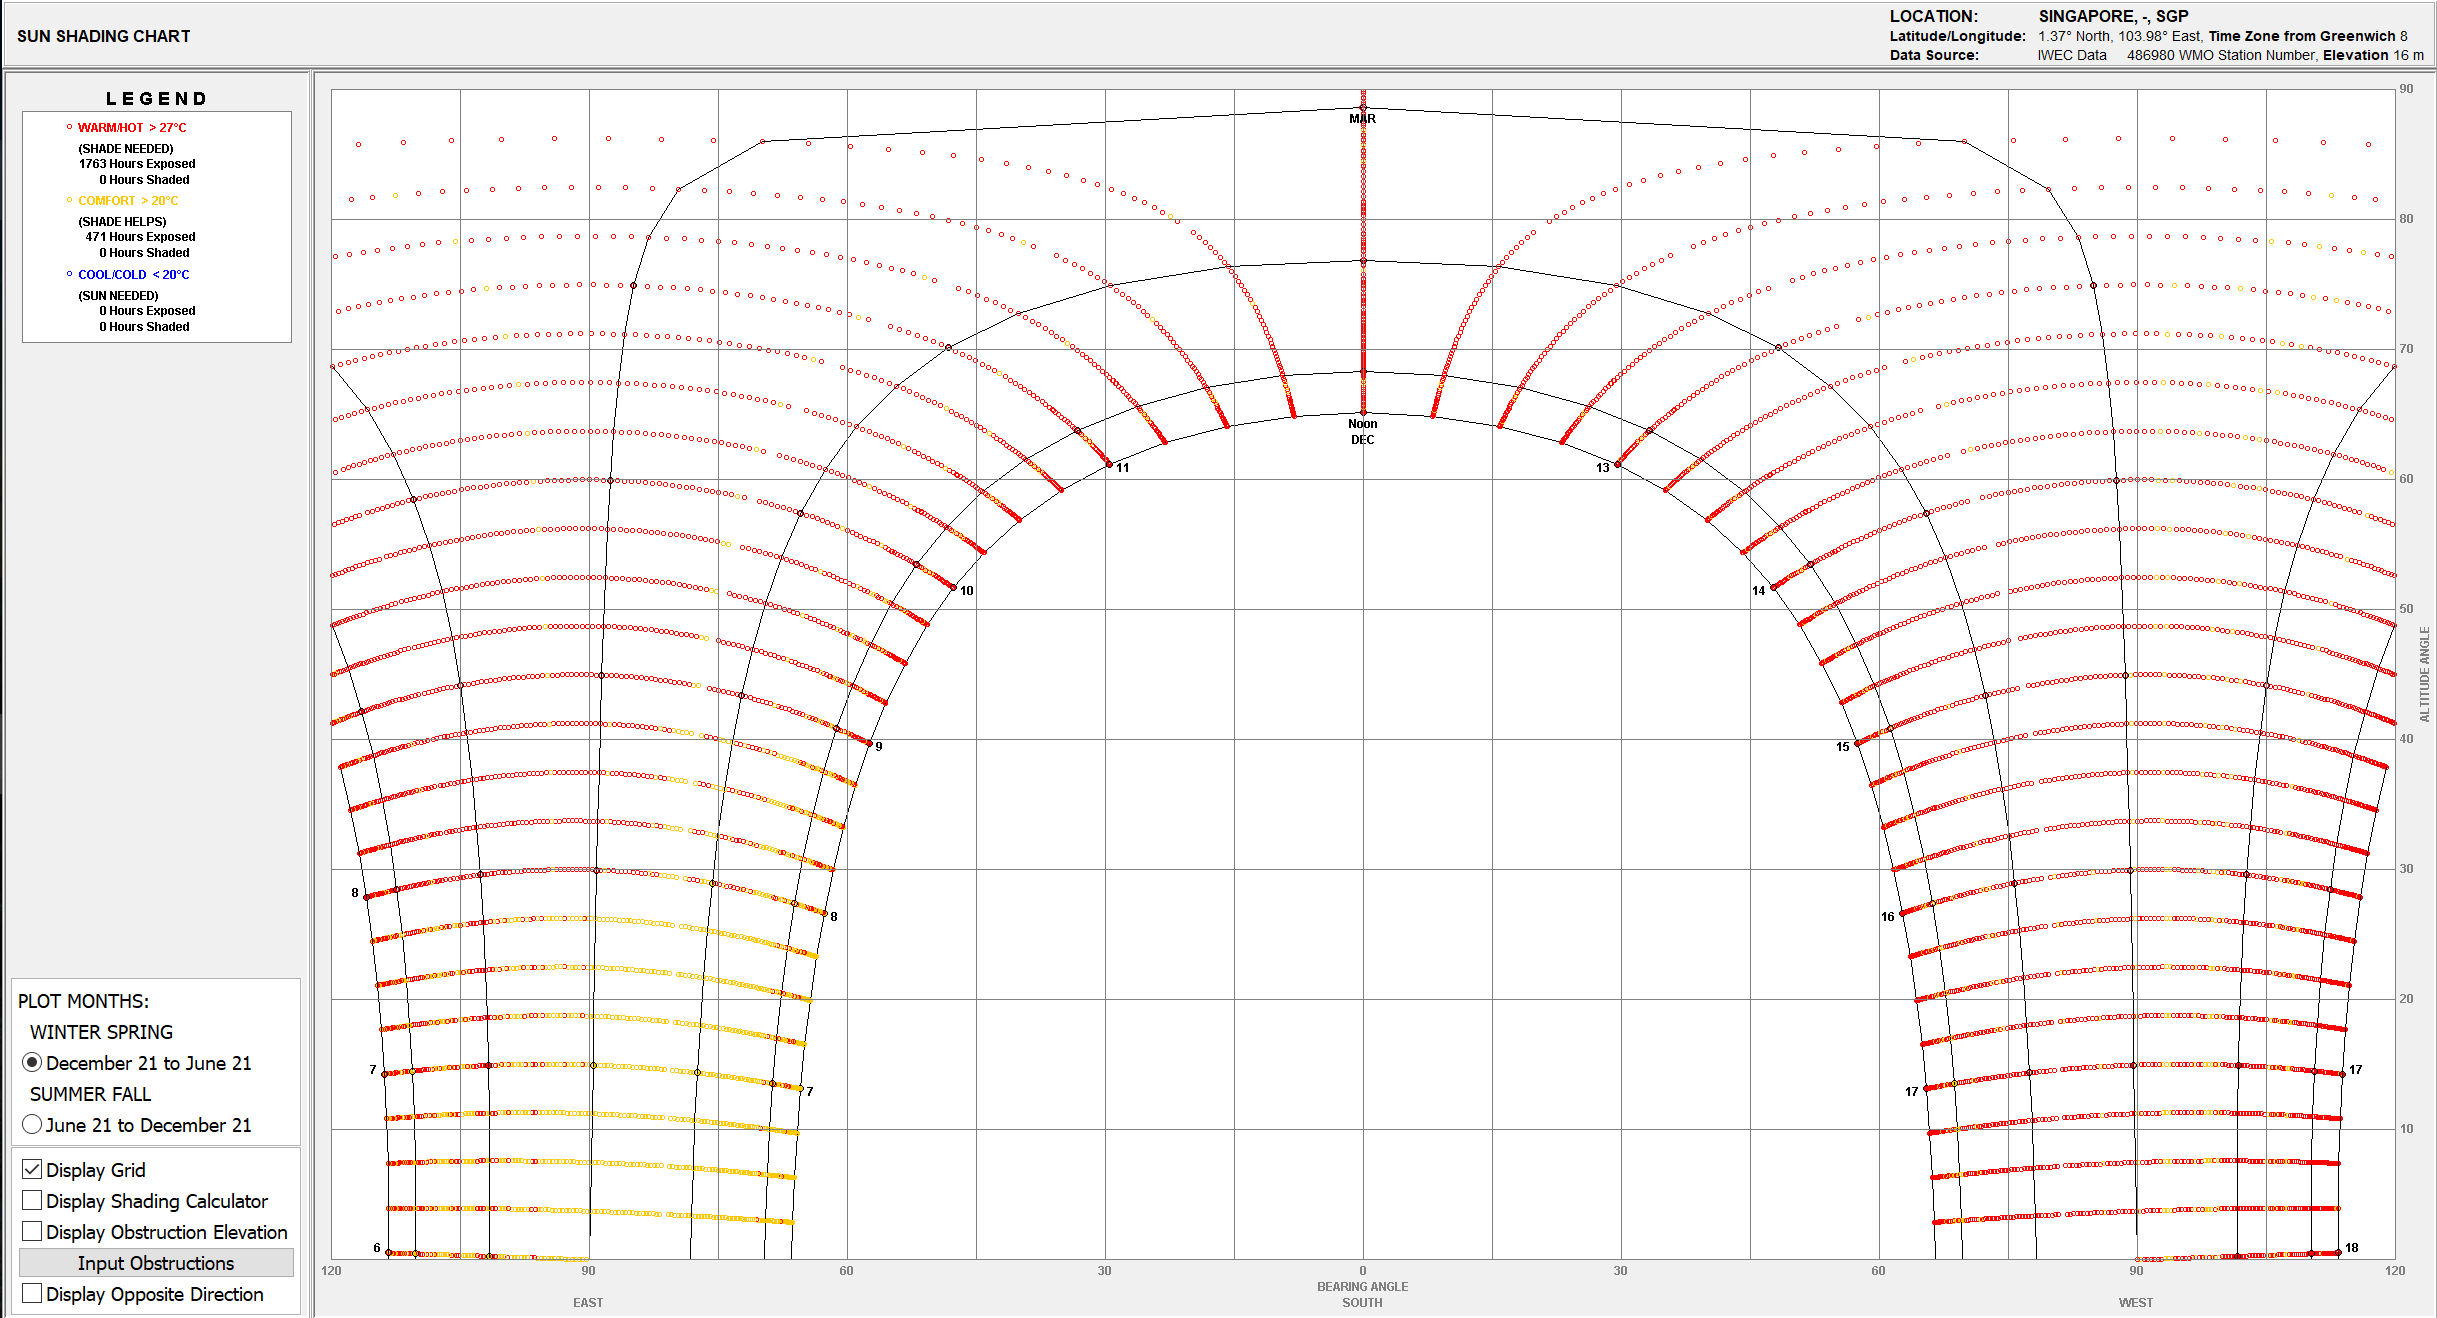 SUN SHADING CHART
LOCATION: SINGAPORE, -, SGP
Latitude/Longitude: 1.37° North, 103.98° East, Time Zone from Greenwich 8
Data Source: IWEC Data 486980 WMO Station Number, Elevation 16 m
LEGEND
WARM/HOT > 27°C
(SHADE NEEDED)
1763 Hours Exposed
0 Hours Shaded
COMFORT > 20°C
(SHADE HELPS)
471 Hours Exposed
0 Hours Shaded
COOL/COLD < 20°C
(SUN NEEDED)
0 Hours Exposed
0 Hours Shaded
PLOT MONTHS:
WINTER SPRING
December 21 to June 21
SUMMER FALL
June 21 to December 21
Display Grid
Display Shading Calculator
Display Obstruction Elevation
Input Obstructions
Display Opposite Direction
90
MAR
80
70
Noon
DEC
11
13
60
10
14
50
9
15
40
ALTITUDE ANGLE
30
8
8
16
20
7
7
17
17
10
6
18
120
90
60
30
0
30
60
90
120
BEARING ANGLE
EAST
SOUTH
WEST